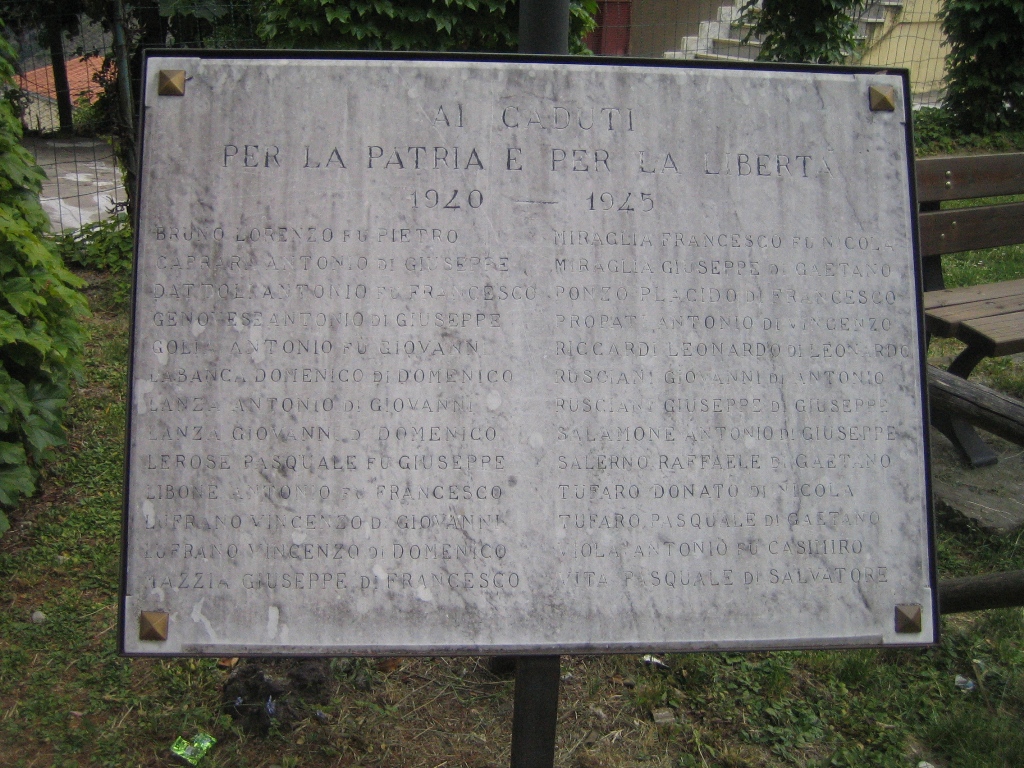 AI CADUTI
PER LA PATRIA E PER LA LIBERTÀ
1940 — 1945
BRUNO LORENZO FU PIETRO
CAPRARA ANTONIO DI GIUSEPPE
DATTOLI ANTONIO FU FRANCESCO
GENOVESE ANTONIO DI GIUSEPPE
GOLIA ANTONIO FU GIOVANNI
LABANCA DOMENICO DI DOMENICO
LANZA ANTONIO DI GIOVANNI
LANZA GIOVANNI DI DOMENICO
LEROSE PASQUALE FU GIUSEPPE
LIBONE ANTONIO FU FRANCESCO
LUFRANO VINCENZO DI GIOVANNI
LUFRANO VINCENZO DI DOMENICO
MAZZIA GIUSEPPE DI FRANCESCO
MIRAGLIA FRANCESCO FU NICOLA
MIRAGLIA GIUSEPPE DI GAETANO
PONZO PLACIDO DI FRANCESCO
PROPATI ANTONIO DI VINCENZO
RICCARDI LEONARDO DI LEONARDO
RUSCIANI GIOVANNI DI ANTONIO
RUSCIANI GIUSEPPE DI GIUSEPPE
SALAMONE ANTONIO DI GIUSEPPE
SALERNO RAFFAELE DI GAETANO
TUFARO DONATO DI NICOLA
TUFARO PASQUALE DI GAETANO
VIOLA ANTONIO FU CASIMIRO
VITA PASQUALE DI SALVATORE